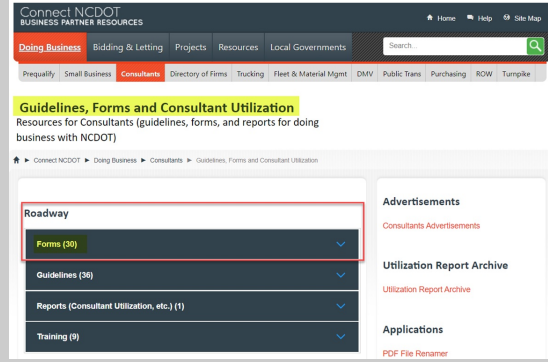 Connect NCDOT
BUSINESS PARTNER RESOURCES
Home Help Site Map
Doing Business Bidding & Letting Projects Resources Local Governments Search...
Prequalify Small Business Consultants Directory of Firms Trucking Fleet & Material Mgmt DMV Public Trans Purchasing ROW Turnpike
Guidelines, Forms and Consultant Utilization
Resources for Consultants (guidelines, forms, and reports for doing
business with NCDOT)
Connect NCDOT ► Doing Business ► Consultants ► Guidelines, Forms and Consultant Utilization
Roadway
Forms (30)
Guidelines (36)
Reports (Consultant Utilization, etc.) (1)
Training (9)
Advertisements
Consultants Advertisements
Utilization Report Archive
Utilization Report Archive
Applications
PDF File Renamer